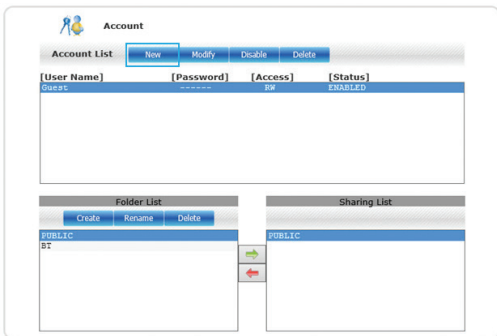 Account
Account List New Modify Disable Delete
[User Name] [Password] [Access] [Status]
Guest ------ RW ENABLED
Folder List Sharing List
Create Rename Delete
PUBLIC PUBLIC
BT